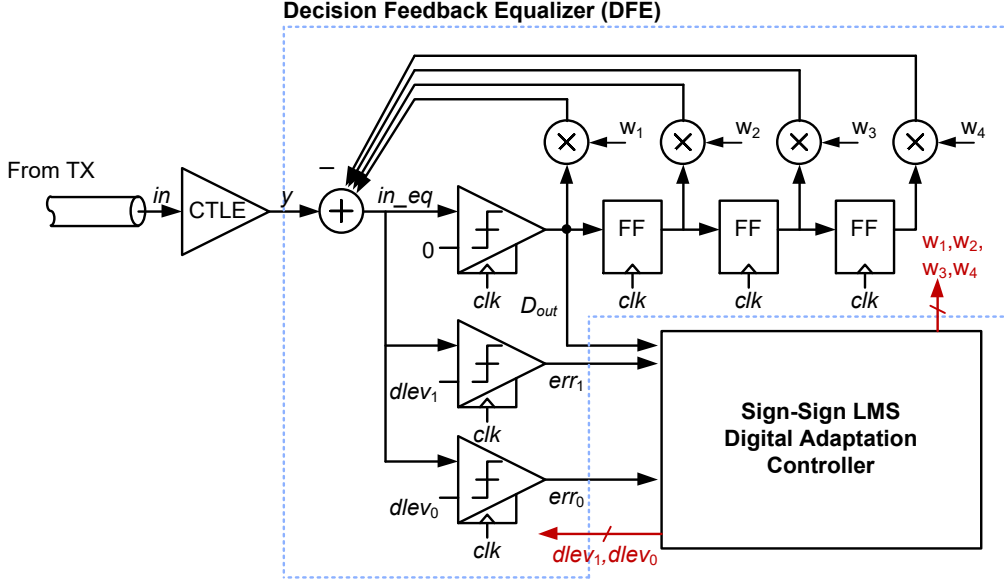 Decision Feedback Equalizer (DFE)
w₁
w₂
w₃
w₄
From TX
in
CTLE
y
−
+
in_eq
0
clk
FF
clk
FF
clk
FF
clk
D_out
w₁,w₂,
w₃,w₄
dlev₁
clk
err₁
dlev₀
clk
err₀
Sign-Sign LMS
Digital Adaptation
Controller
dlev₁,dlev₀